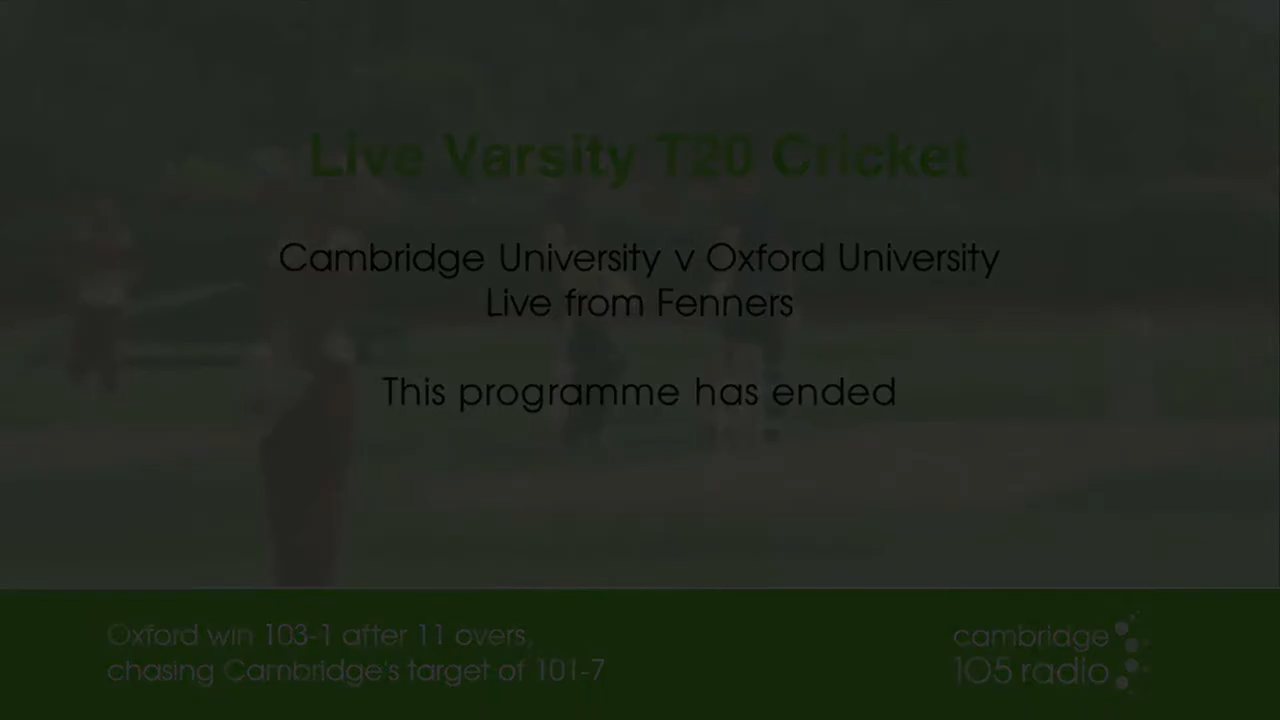 Live Varsity T20 Cricket
Cambridge University v Oxford University
Live from Fenners
This programme has ended
Oxford win 103-1 after 11 overs,
chasing Cambridge's target of 101-7
cambridge
105 radio